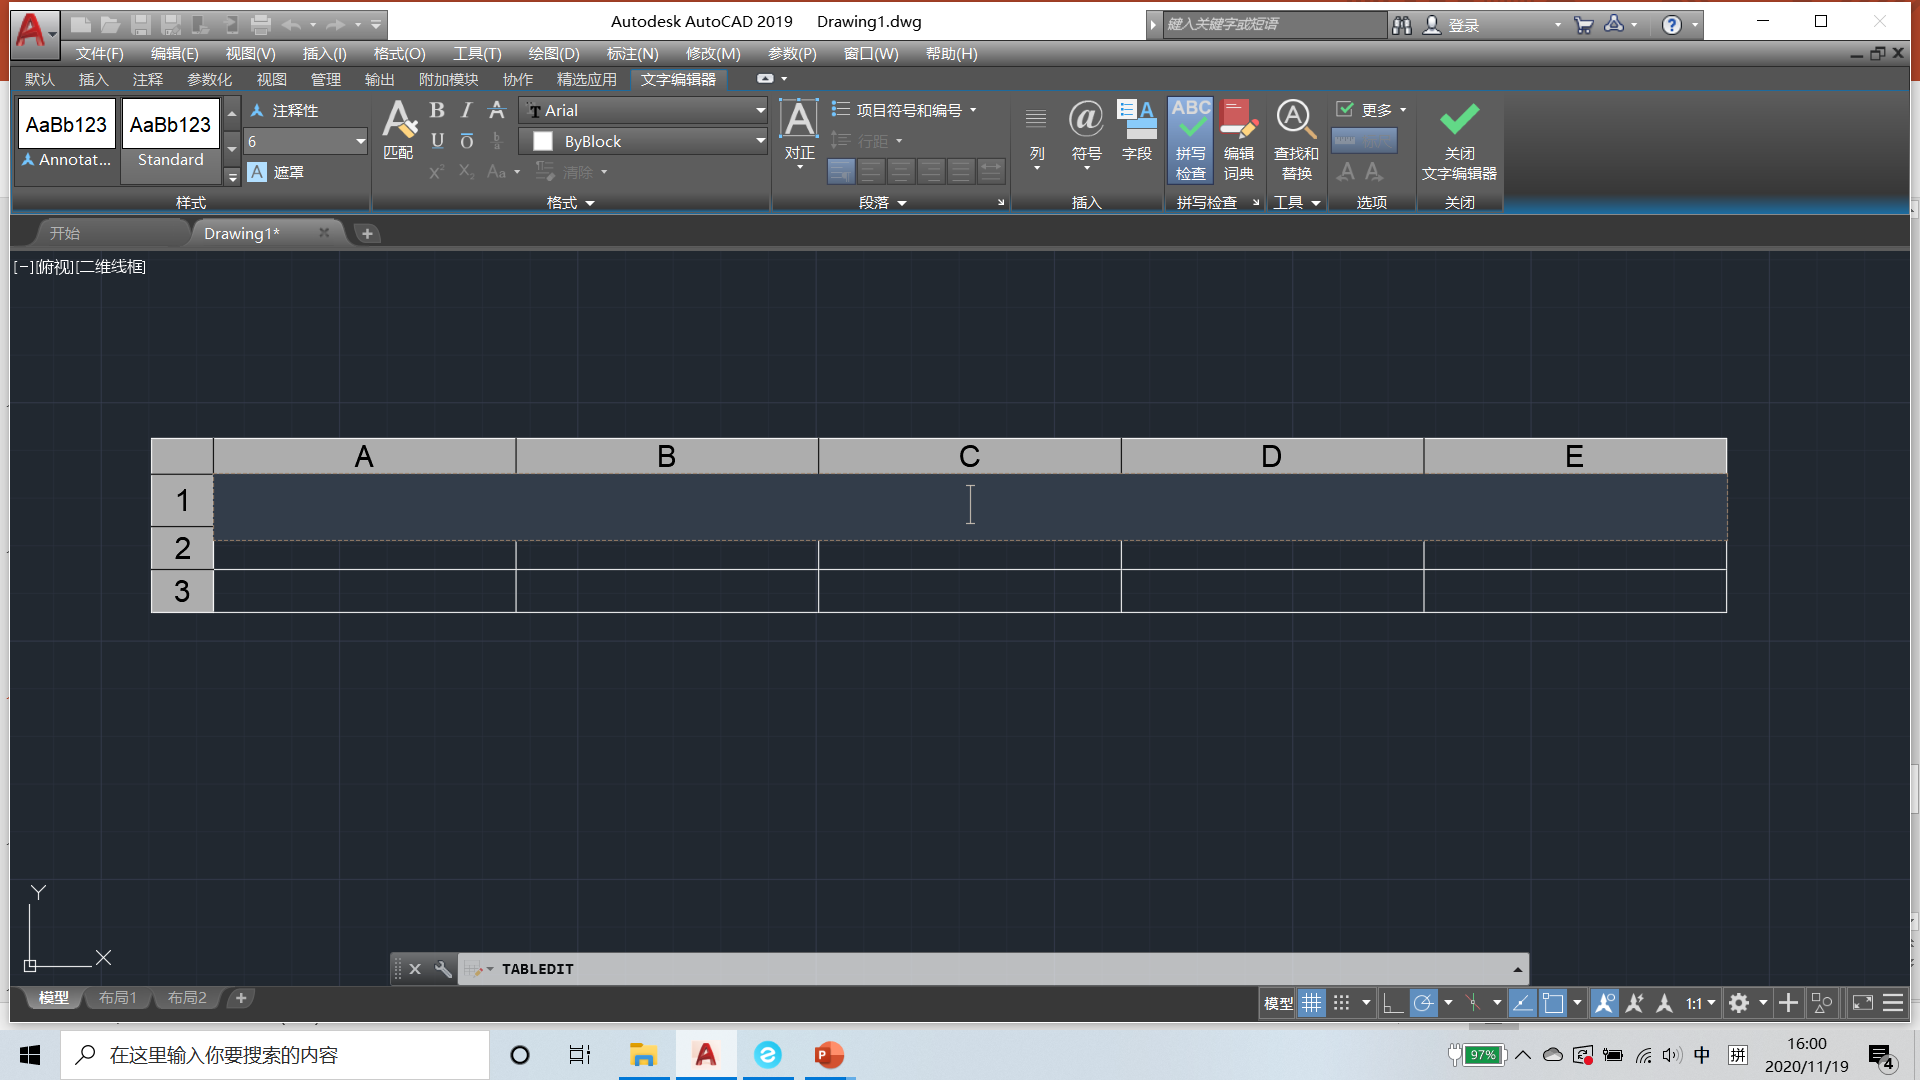 Autodesk AutoCAD 2019 Drawing1.dwg
键入关键字或短语
登录
文件(F) 编辑(E) 视图(V) 插入(I) 格式(O) 工具(T) 绘图(D) 标注(N) 修改(M) 参数(P) 窗口(W) 帮助(H)
默认 插入 注释 参数化 视图 管理 输出 附加模块 协作 精选应用 文字编辑器
AaBb123 AaBb123 注释性
Annotat... Standard
6
A 遮罩
样式
匹配
B I A
U O
X² X₂ Aa
Arial
ByBlock
清除
格式
对正
项目符号和编号
行距
段落
列
@ 符号
字段
插入
ABC
拼写
检查
编辑
词典
拼写检查
查找和
替换
工具
更多
标尺
选项
关闭
文字编辑器
关闭
开始 Drawing1*
[−][俯视][二维线框]
A B C D E
1
2
3
Y
X
TABLEDIT
模型 布局1 布局2
模型 1:1
在这里输入你要搜索的内容
97%
中
拼
16:00
2020/11/19
4